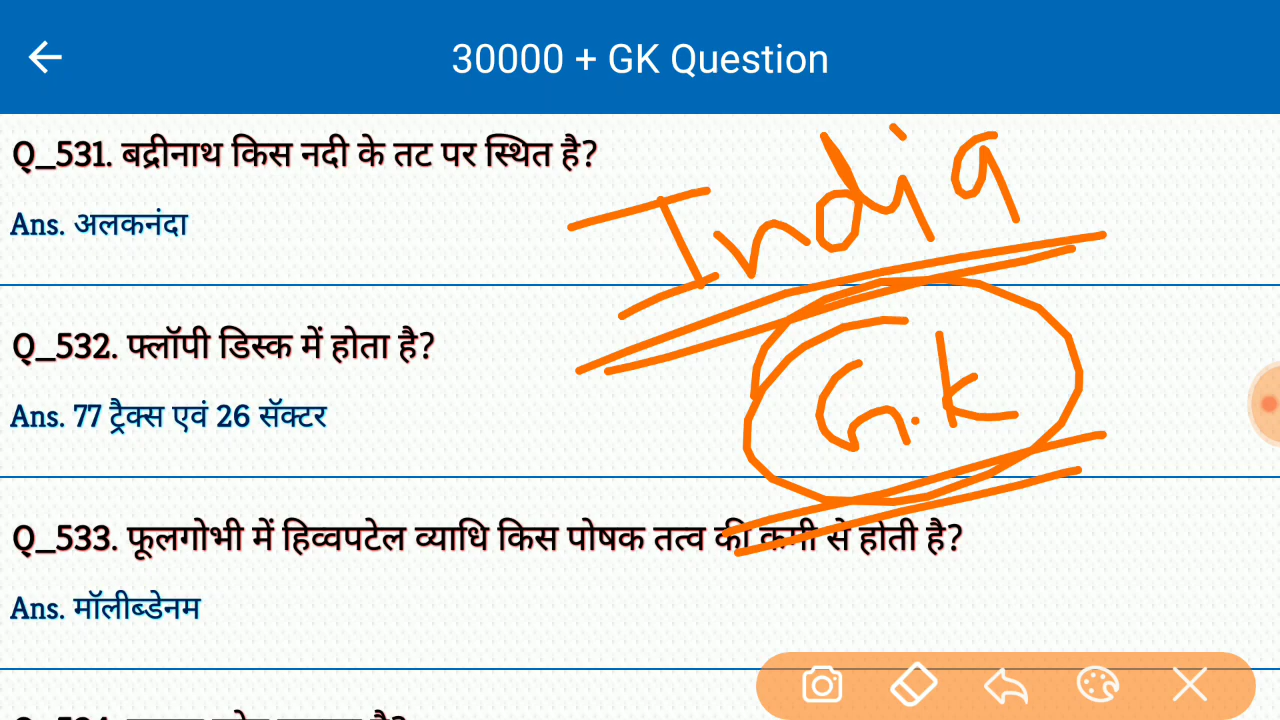 30000 + GK Question
Q_531. बद्रीनाथ किस नदी के तट पर स्थित है?
India
Ans. अलकनंदा
Q_532. फ्लॉपी डिस्क में होता है?
G.K
Ans. 77 ट्रैक्स एवं 26 सॅक्टर
Q_533. फूलगोभी में हिव्वपटेल व्याधि किस पोषक तत्व की कमी से होती है?
Ans. मॉलीब्डेनम